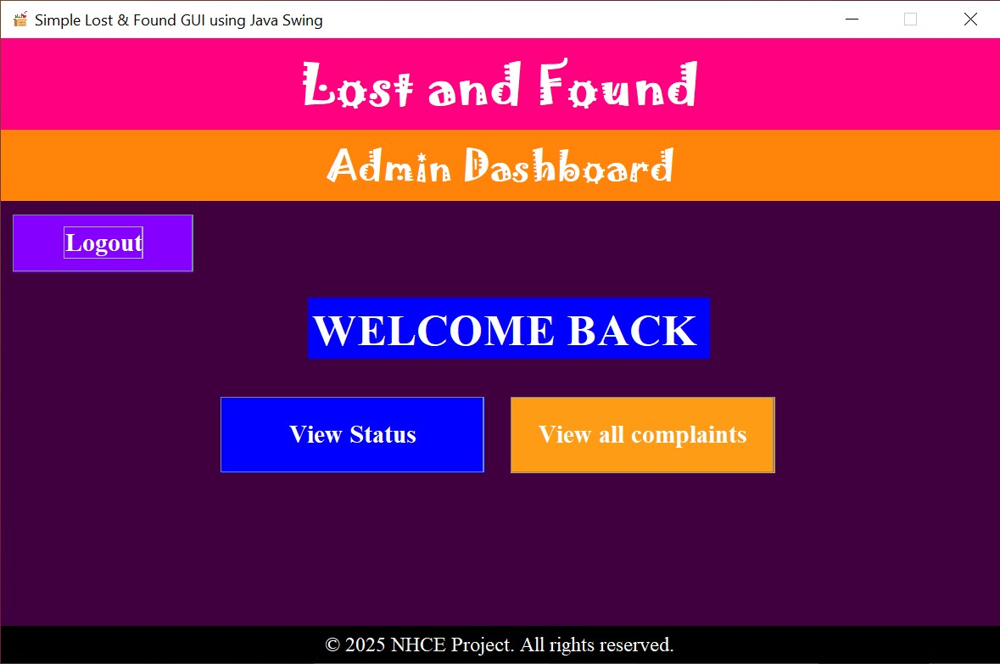 Simple Lost & Found GUI using Java Swing
Lost and Found
Admin Dashboard
Logout
WELCOME BACK
View Status
View all complaints
© 2025 NHCE Project. All rights reserved.